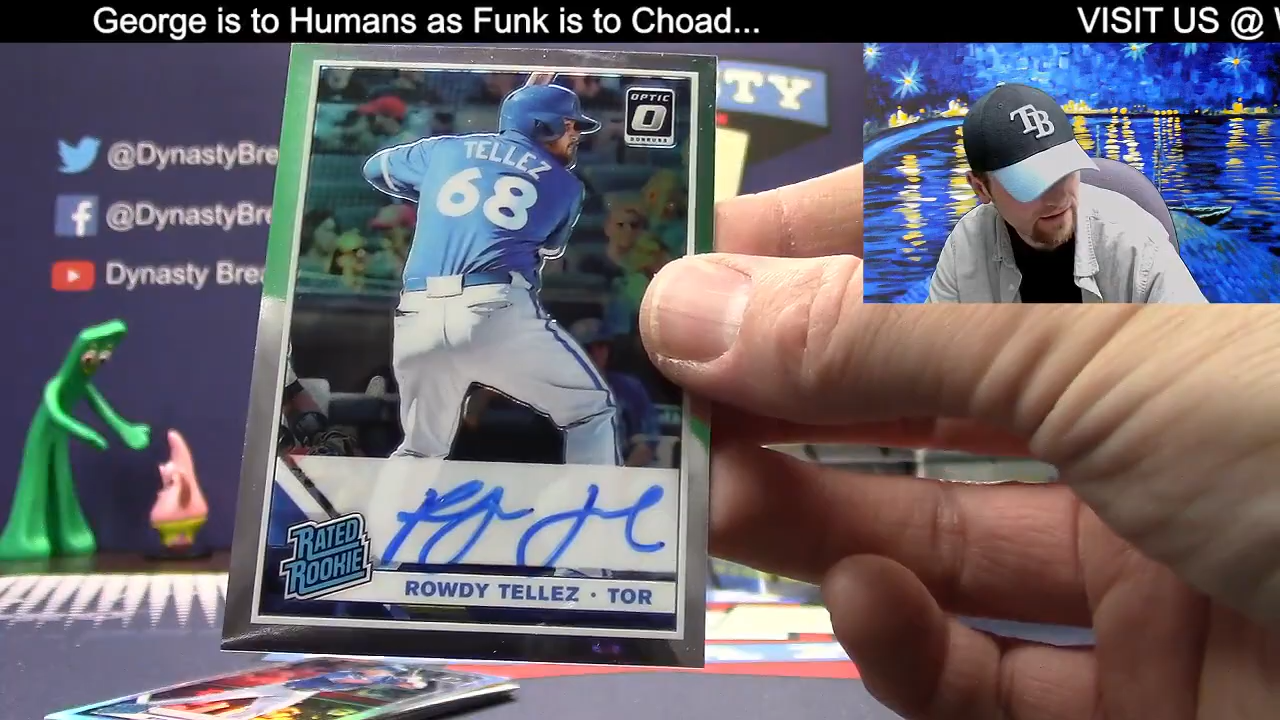 George is to Humans as Funk is to Choad...
VISIT US @
STY
@DynastyBre
@DynastyBre
Dynasty Brea
OPTIC
DONRUSS
TELLEZ
68
TB
RATED
ROOKIE
ROWDY TELLEZ · TOR